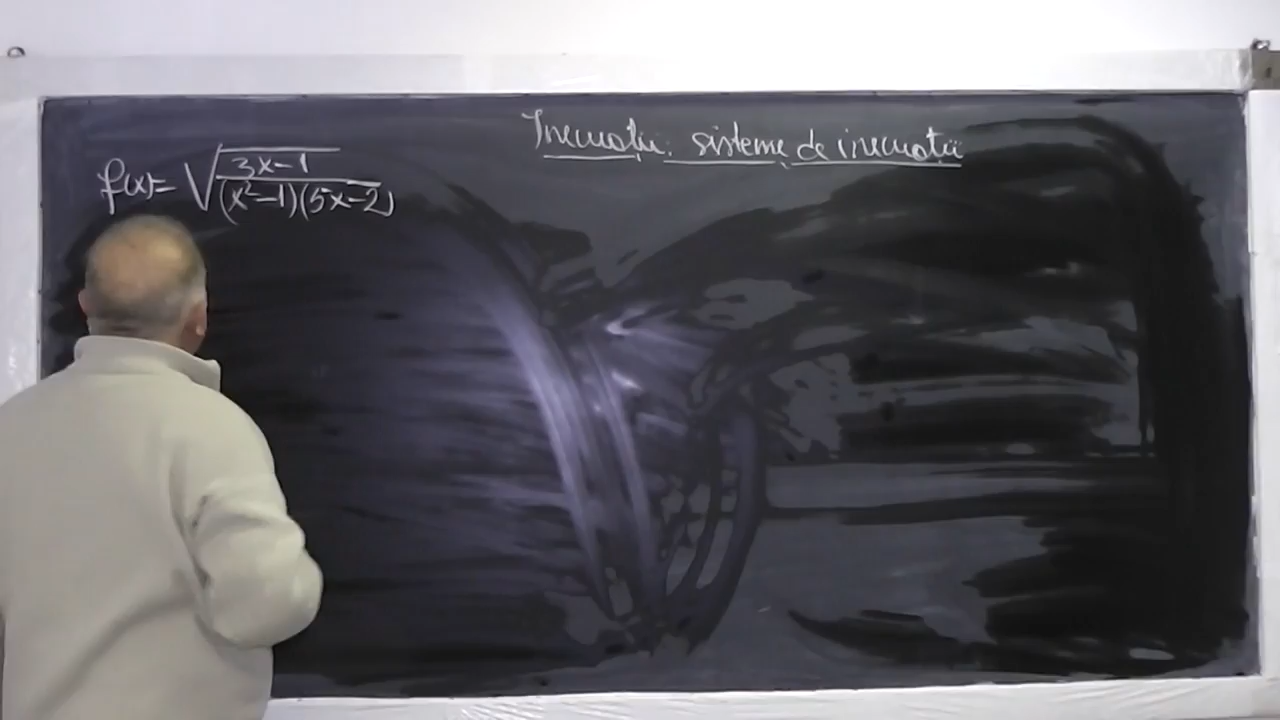 Inecuații. sisteme de inecuații
f(x)= √((3x-1)/((x²-1)(5x-2)))